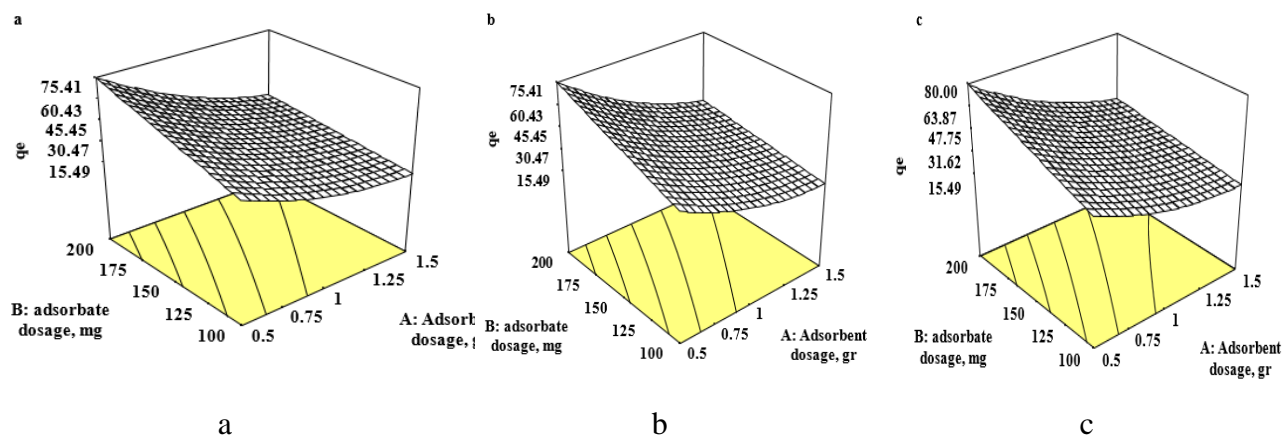 a
75.41
60.43
45.45
30.47
15.49
qe
200
175
150
125
100
B: adsorbate
dosage, mg
0.5
0.75
1
1.25
1.5
A: Adsorb
dosage,
b
75.41
60.43
45.45
30.47
15.49
qe
200
175
150
125
100
B: adsorbate
dosage, mg
0.5
0.75
1
1.25
1.5
A: Adsorbent
dosage, gr
c
80.00
63.87
47.75
31.62
15.49
qe
200
175
150
125
100
B: adsorbate
dosage, mg
0.5
0.75
1
1.25
1.5
A: Adsorbent
dosage, gr
a
b
c